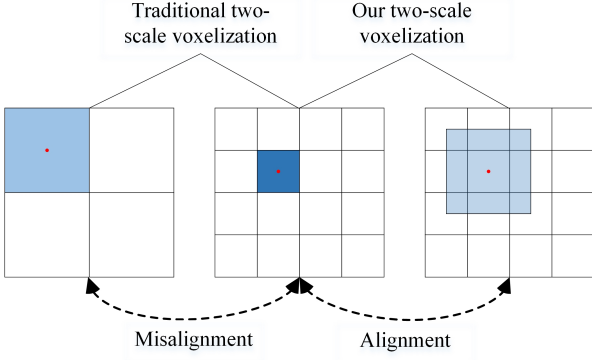 Traditional two-
scale voxelization
Our two-scale
voxelization
Misalignment
Alignment